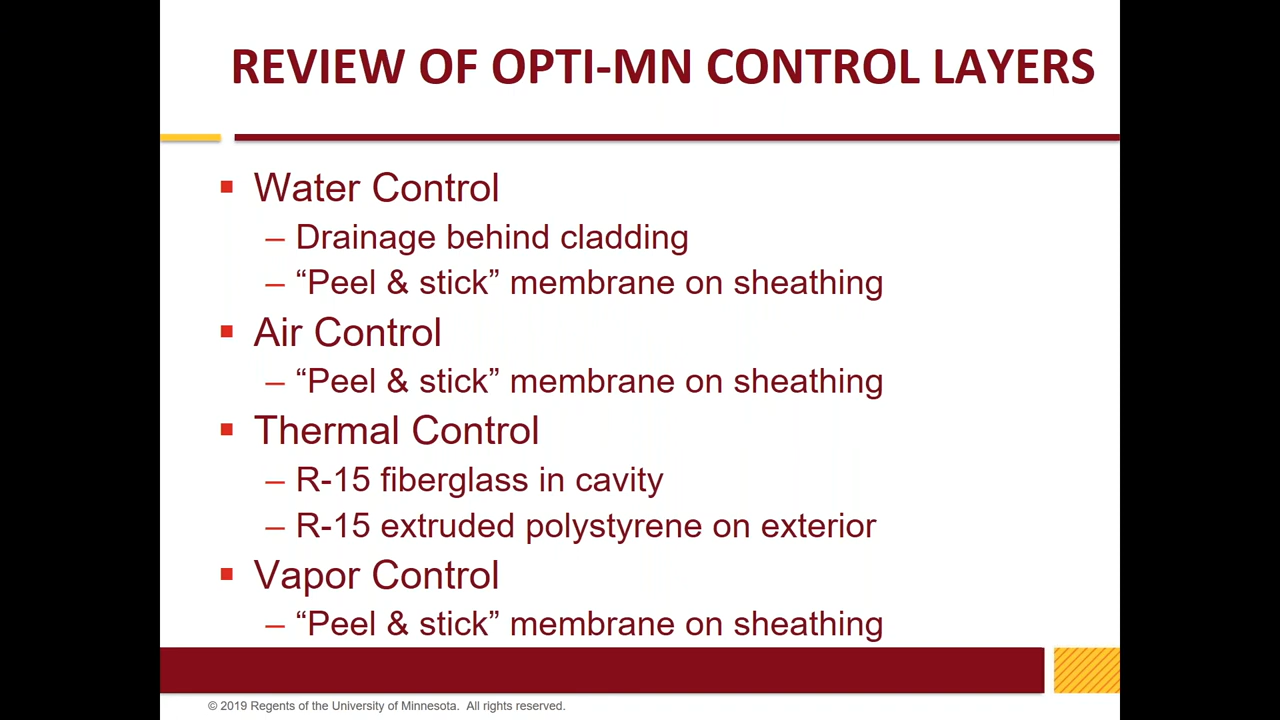 REVIEW OF OPTI-MN CONTROL LAYERS
▪ Water Control
– Drainage behind cladding
– “Peel & stick” membrane on sheathing
▪ Air Control
– “Peel & stick” membrane on sheathing
▪ Thermal Control
– R-15 fiberglass in cavity
– R-15 extruded polystyrene on exterior
▪ Vapor Control
– “Peel & stick” membrane on sheathing
© 2019 Regents of the University of Minnesota. All rights reserved.